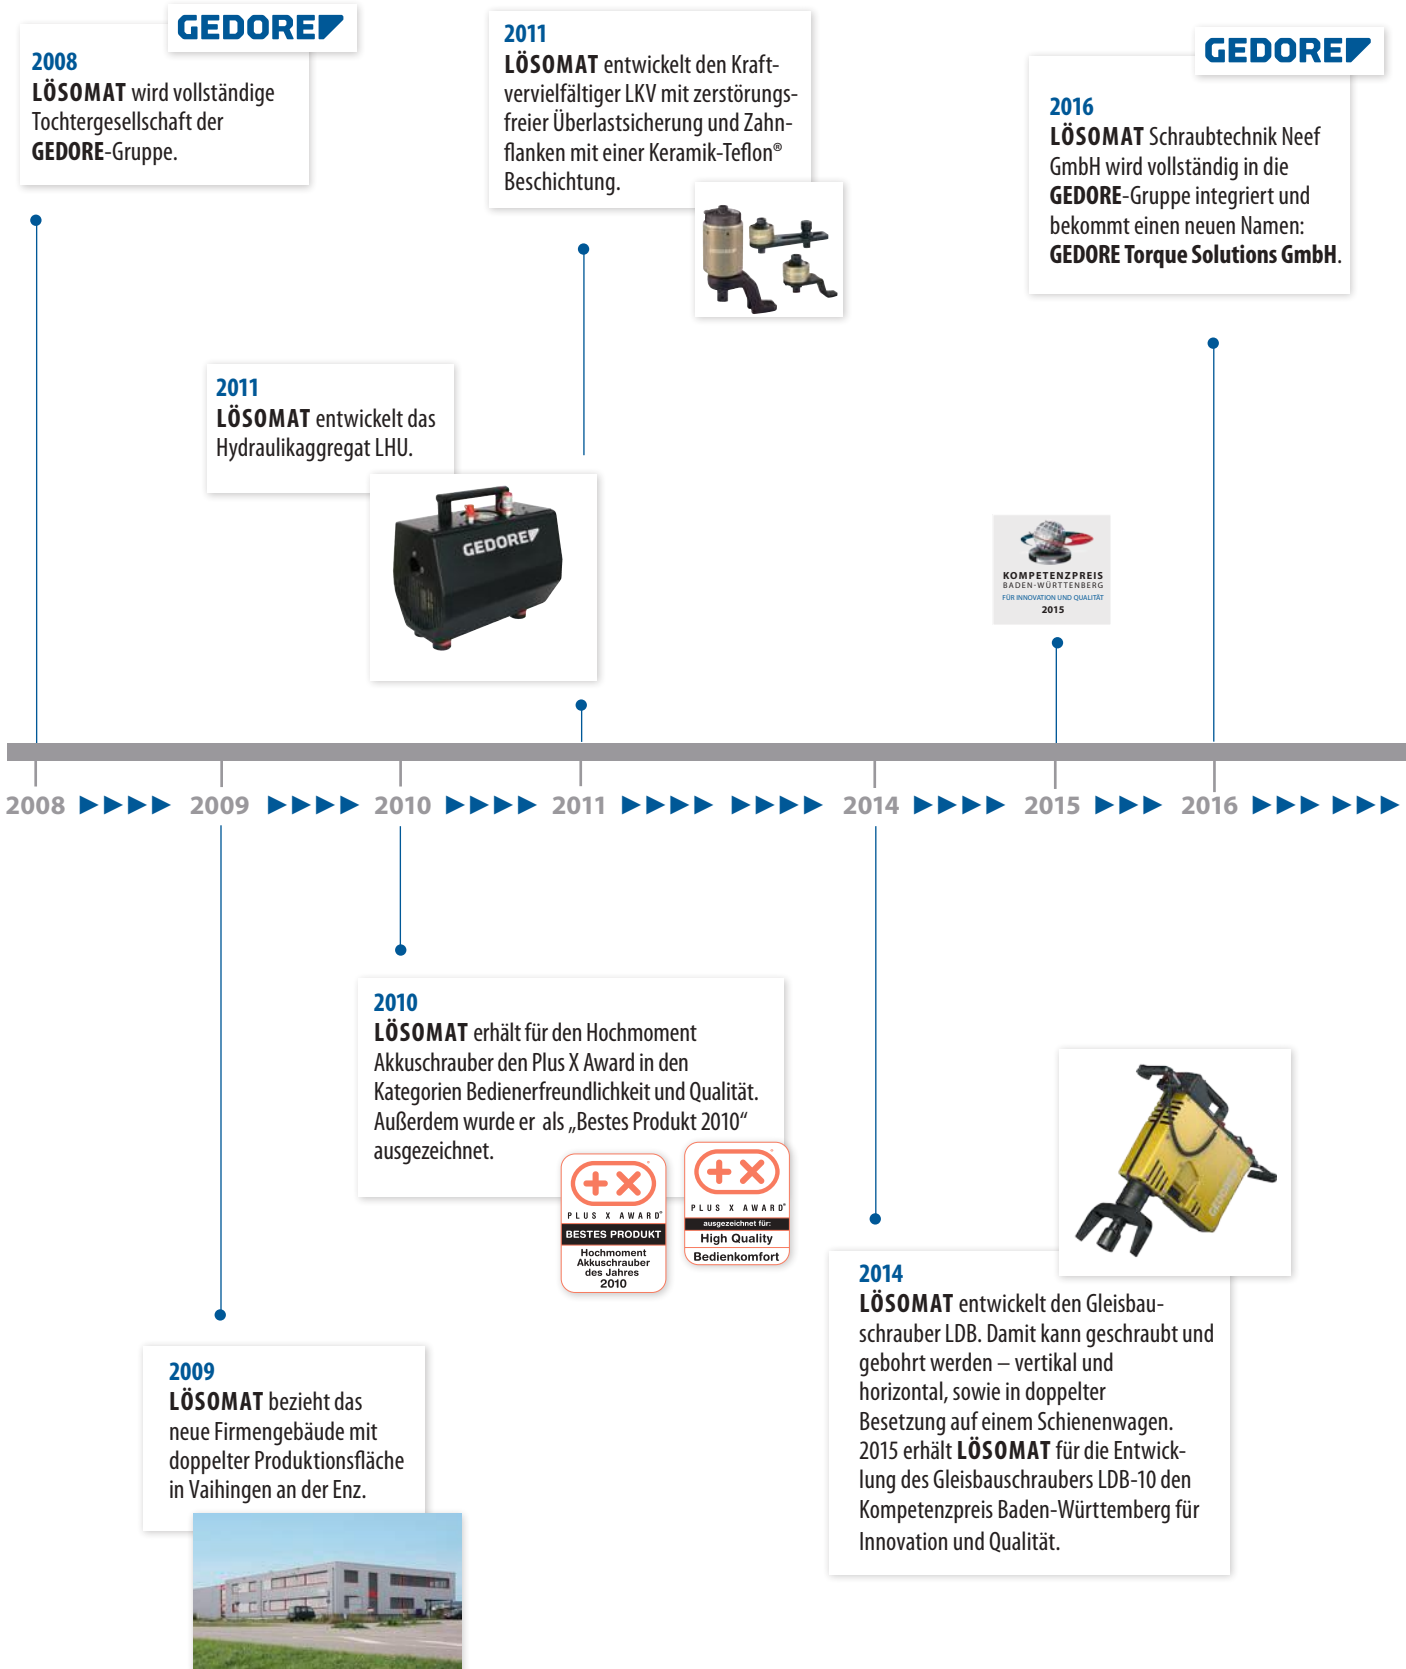 GEDORE
2008
LÖSOMAT wird vollständige
Tochtergesellschaft der
GEDORE-Gruppe.
2011
LÖSOMAT entwickelt den Kraft-
vervielfältiger LKV mit zerstörungs-
freier Überlastsicherung und Zahn-
flanken mit einer Keramik-Teflon®
Beschichtung.
GEDORE
2016
LÖSOMAT Schraubtechnik Neef
GmbH wird vollständig in die
GEDORE-Gruppe integriert und
bekommt einen neuen Namen:
GEDORE Torque Solutions GmbH.
2011
LÖSOMAT entwickelt das
Hydraulikaggregat LHU.
GEDORE
KOMPETENZPREIS
BADEN-WÜRTTENBERG
FÜR INNOVATION UND QUALITÄT
2015
2008 ►►►► 2009 ►►►► 2010 ►►►► 2011 ►►►► ►►►► 2014 ►►►► 2015 ►►► 2016 ►►► ►►►
2010
LÖSOMAT erhält für den Hochmoment
Akkuschrauber den Plus X Award in den
Kategorien Bedienerfreundlichkeit und Qualität.
Außerdem wurde er als „Bestes Produkt 2010“
ausgezeichnet.
PLUS X AWARD®
BESTES PRODUKT
Hochmoment
Akkuschrauber
des Jahres
2010
PLUS X AWARD®
ausgezeichnet für:
High Quality
Bedienkomfort
GEDORE
2014
LÖSOMAT entwickelt den Gleisbau-
schrauber LDB. Damit kann geschraubt und
gebohrt werden – vertikal und
horizontal, sowie in doppelter
Besetzung auf einem Schienenwagen.
2015 erhält LÖSOMAT für die Entwick-
lung des Gleisbauschraubers LDB-10 den
Kompetenzpreis Baden-Württemberg für
Innovation und Qualität.
2009
LÖSOMAT bezieht das
neue Firmengebäude mit
doppelter Produktionsfläche
in Vaihingen an der Enz.